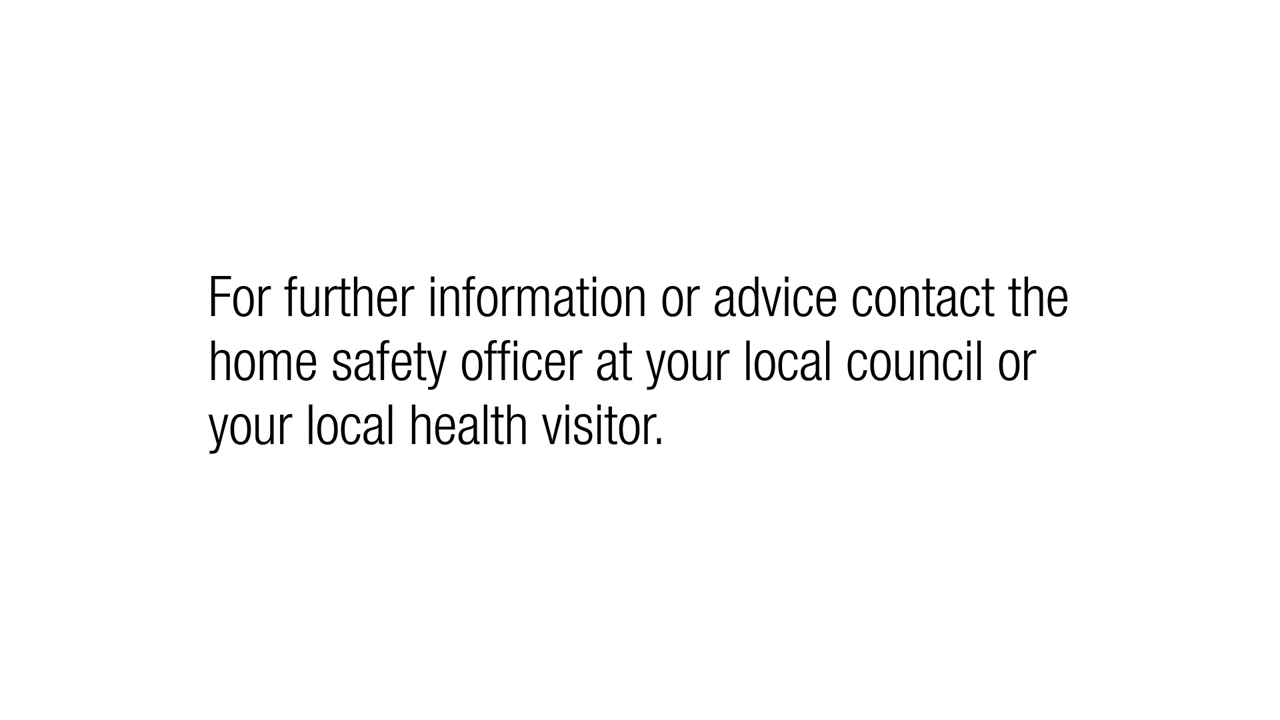 For further information or advice contact the
home safety officer at your local council or
your local health visitor.